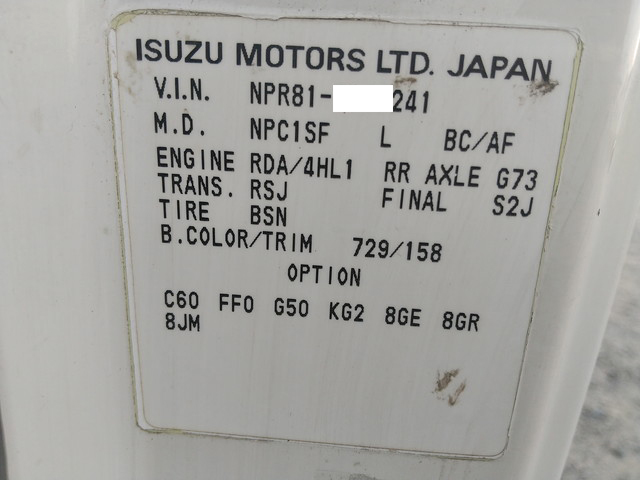 ISUZU MOTORS LTD. JAPAN
V.I.N. NPR81- 241
M.D. NPC1SF L BC/AF
ENGINE RDA/4HL1 RR AXLE G73
TRANS. RSJ FINAL S2J
TIRE BSN
B.COLOR/TRIM 729/158
OPTION
C60 FF0 G50 KG2 8GE 8GR
8JM